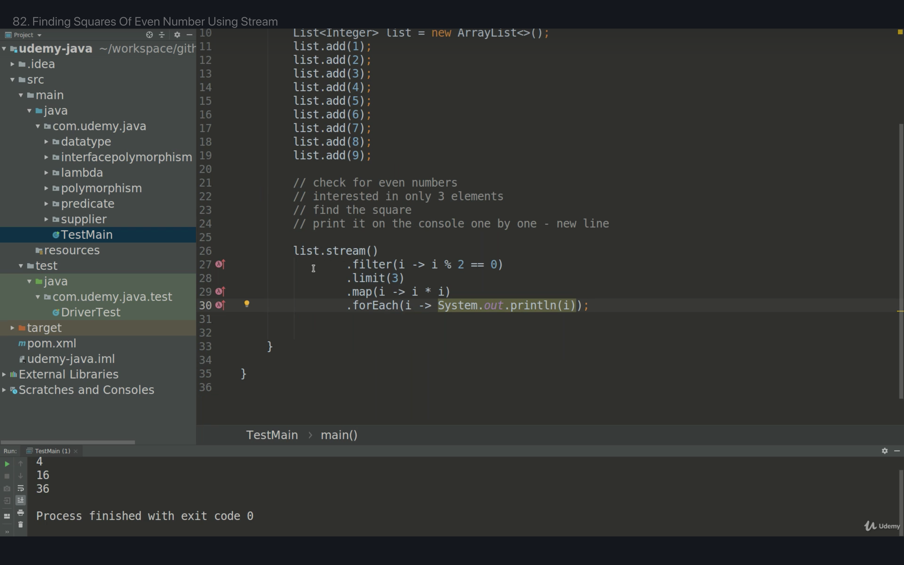 82. Finding Squares Of Even Number Using Stream
Project
udemy-java ~/workspace/gith
.idea
src
main
java
com.udemy.java
datatype
interfacepolymorphism
lambda
polymorphism
predicate
supplier
TestMain
resources
test
java
com.udemy.java.test
DriverTest
target
pom.xml
udemy-java.iml
External Libraries
Scratches and Consoles
10 List<Integer> list = new ArrayList<>();
11 list.add(1);
12 list.add(2);
13 list.add(3);
14 list.add(4);
15 list.add(5);
16 list.add(6);
17 list.add(7);
18 list.add(8);
19 list.add(9);
20
21 // check for even numbers
22 // interested in only 3 elements
23 // find the square
24 // print it on the console one by one - new line
25
26 list.stream()
27 .filter(i -> i % 2 == 0)
28 .limit(3)
29 .map(i -> i * i)
30 .forEach(i -> System.out.println(i));
31
32
33 }
34
35 }
36
TestMain > main()
Run: TestMain (1) ×
4
16
36
Process finished with exit code 0
Udemy